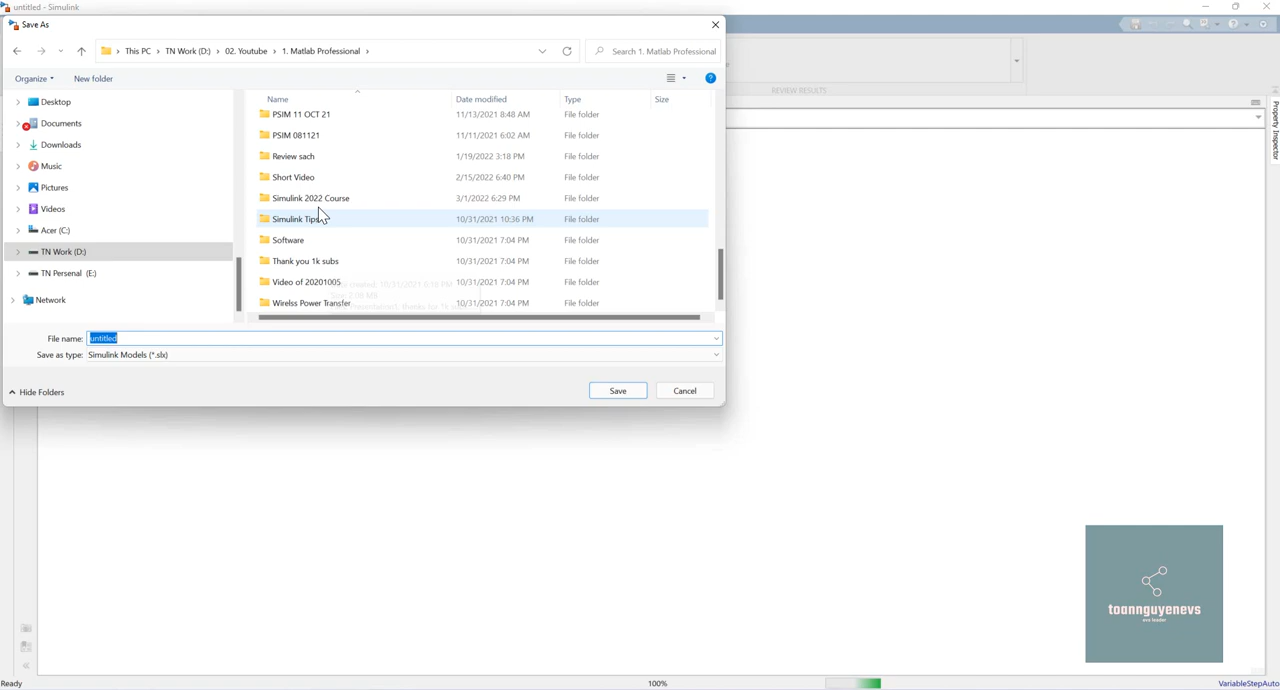 untitled - Simulink
Save As
This PC > TN Work (D:) > 02. Youtube > 1. Matlab Professional >
Search 1. Matlab Professional
Organize
New folder
REVIEW RESULTS
Name
Date modified
Type
Size
Desktop
Documents
Downloads
Music
Pictures
Videos
Acer (C:)
TN Work (D:)
TN Persenal (E:)
Network
PSIM 11 OCT 21 11/13/2021 8:48 AM File folder
PSIM 081121 11/11/2021 6:02 AM File folder
Review sach 1/19/2022 3:18 PM File folder
Short Video 2/15/2022 6:40 PM File folder
Simulink 2022 Course 3/1/2022 6:29 PM File folder
Simulink Tips 10/31/2021 10:36 PM File folder
Software 10/31/2021 7:04 PM File folder
Thank you 1k subs 10/31/2021 7:04 PM File folder
Video of 20201005 10/31/2021 7:04 PM File folder
Wirelss Power Transfer 10/31/2021 7:04 PM File folder
File name: untitled
Save as type: Simulink Models (*.slx)
Hide Folders
Save
Cancel
Property Inspector
toannguyenevs
evs leader
Ready
100%
VariableStepAuto